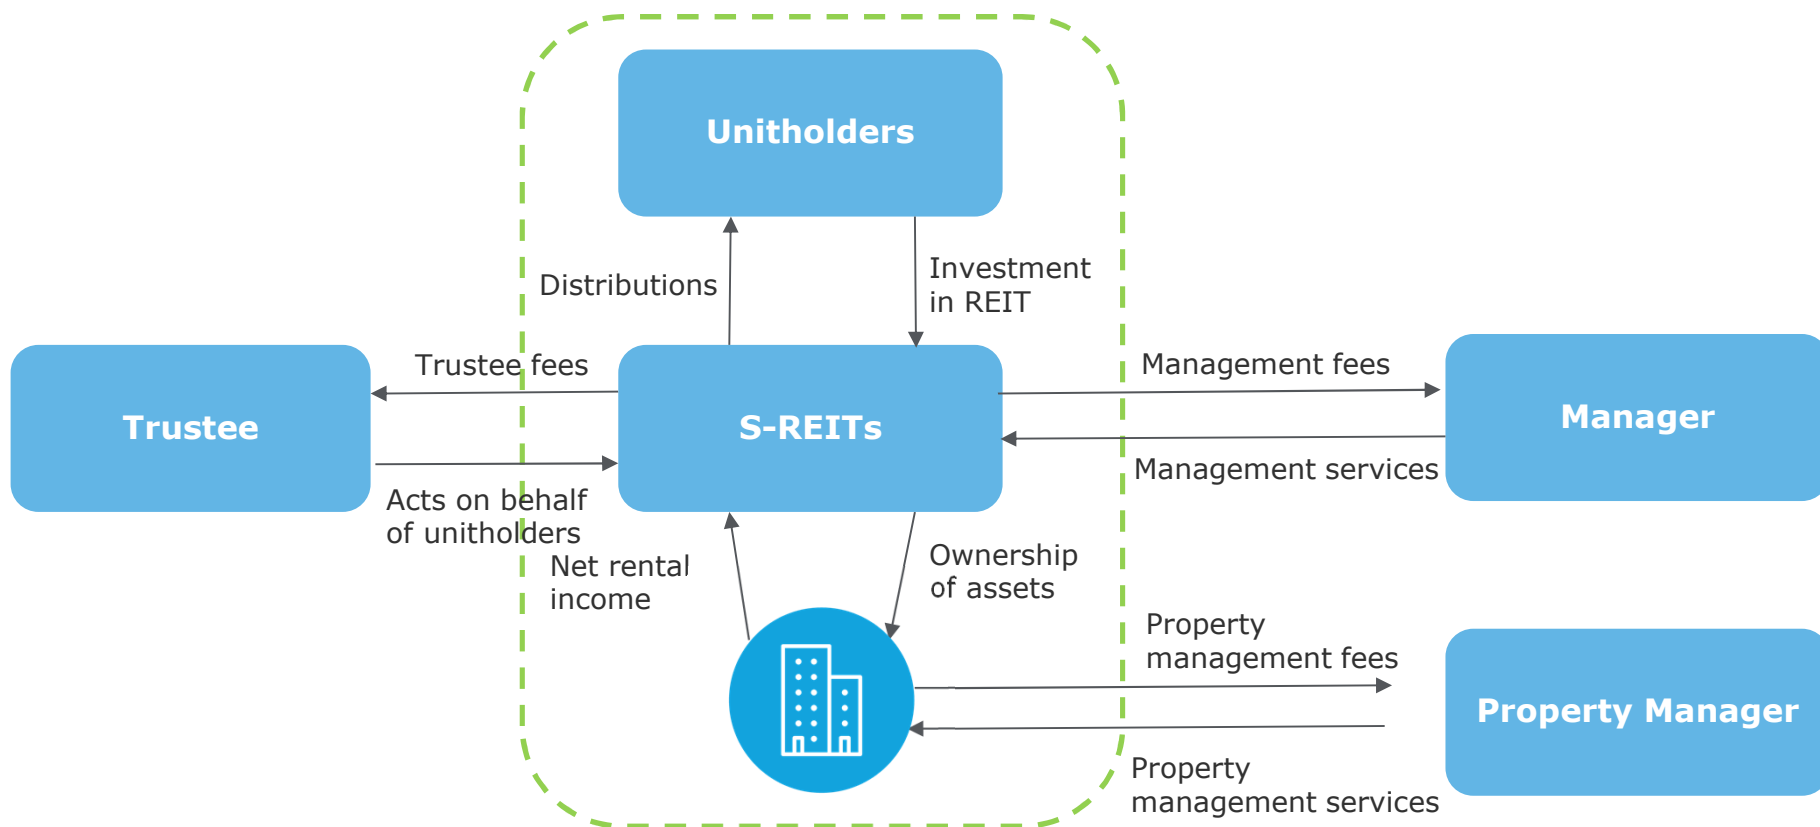 Unitholders
Distributions
Investment
in REIT
Trustee fees
Management fees
Trustee
S-REITs
Manager
Management services
Acts on behalf
of unitholders
Net rental
income
Ownership
of assets
Property
management fees
Property Manager
Property
management services